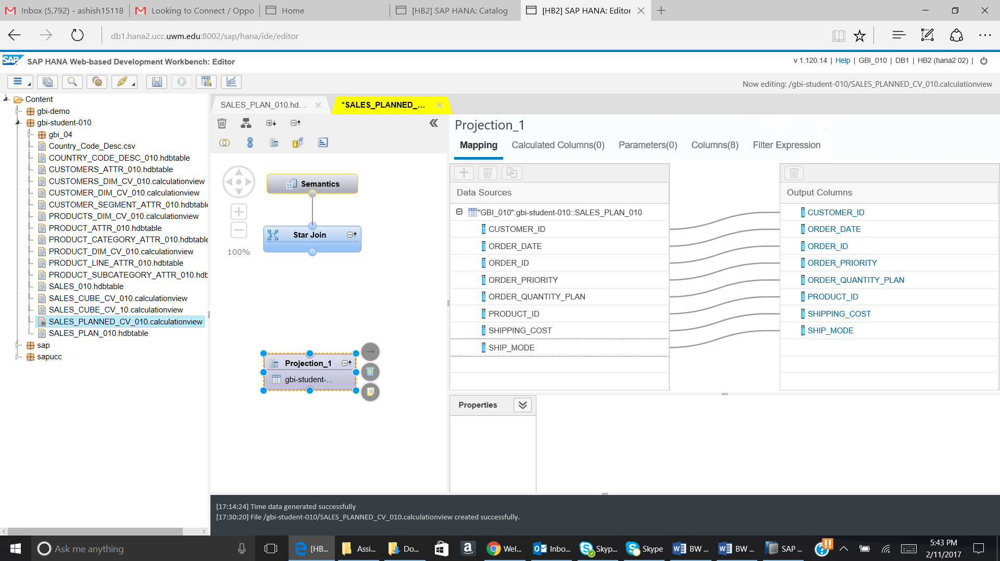 Inbox (5,792) - ashish15118
Looking to Connect / Oppo
Home
[HB2] SAP HANA: Catalog
[HB2] SAP HANA: Editor
db1.hana2.ucc.uwm.edu:8002/sap/hana/ide/editor
SAP
SAP HANA Web-based Development Workbench: Editor
v 1.120.14 | Help | GBI_010 | DB1 | HB2 (hana2 02) |
Now editing: /gbi-student-010/SALES_PLANNED_CV_010.calculationview
Content
gbi-demo
gbi-student-010
gbi_04
Country_Code_Desc.csv
COUNTRY_CODE_DESC_010.hdbtable
CUSTOMERS_ATTR_010.hdbtable
CUSTOMERS_DIM_CV_010.calculationview
CUSTOMER_DIM_CV_010.calculationview
CUSTOMER_SEGMENT_ATTR_010.hdbtable
PRODUCTS_DIM_CV_010.calculationview
PRODUCT_ATTR_010.hdbtable
PRODUCT_CATEGORY_ATTR_010.hdbtable
PRODUCT_DIM_CV_010.calculationview
PRODUCT_LINE_ATTR_010.hdbtable
PRODUCT_SUBCATEGORY_ATTR_010.hdb
SALES_010.hdbtable
SALES_CUBE_CV_010.calculationview
SALES_CUBE_CV_10.calculationview
SALES_PLANNED_CV_010.calculationview
SALES_PLAN_010.hdbtable
sap
sapucc
SALES_PLAN_010.hd...
*SALES_PLANNED_...
100%
Semantics
Star Join
Projection_1
gbi-student-...
Projection_1
Mapping
Calculated Columns(0)
Parameters(0)
Columns(8)
Filter Expression
Data Sources
"GBI_010".gbi-student-010::SALES_PLAN_010
CUSTOMER_ID
ORDER_DATE
ORDER_ID
ORDER_PRIORITY
ORDER_QUANTITY_PLAN
PRODUCT_ID
SHIPPING_COST
SHIP_MODE
Output Columns
CUSTOMER_ID
ORDER_DATE
ORDER_ID
ORDER_PRIORITY
ORDER_QUANTITY_PLAN
PRODUCT_ID
SHIPPING_COST
SHIP_MODE
Properties
[17:14:24] Time data generated successfully
[17:30:20] File /gbi-student-010/SALES_PLANNED_CV_010.calculationview created successfully.
Ask me anything
[HB...
Assi...
Do...
a
Wel...
Inbo...
Skyp...
Skype
BW ...
BW ...
SAP ...
5:43 PM
2/11/2017